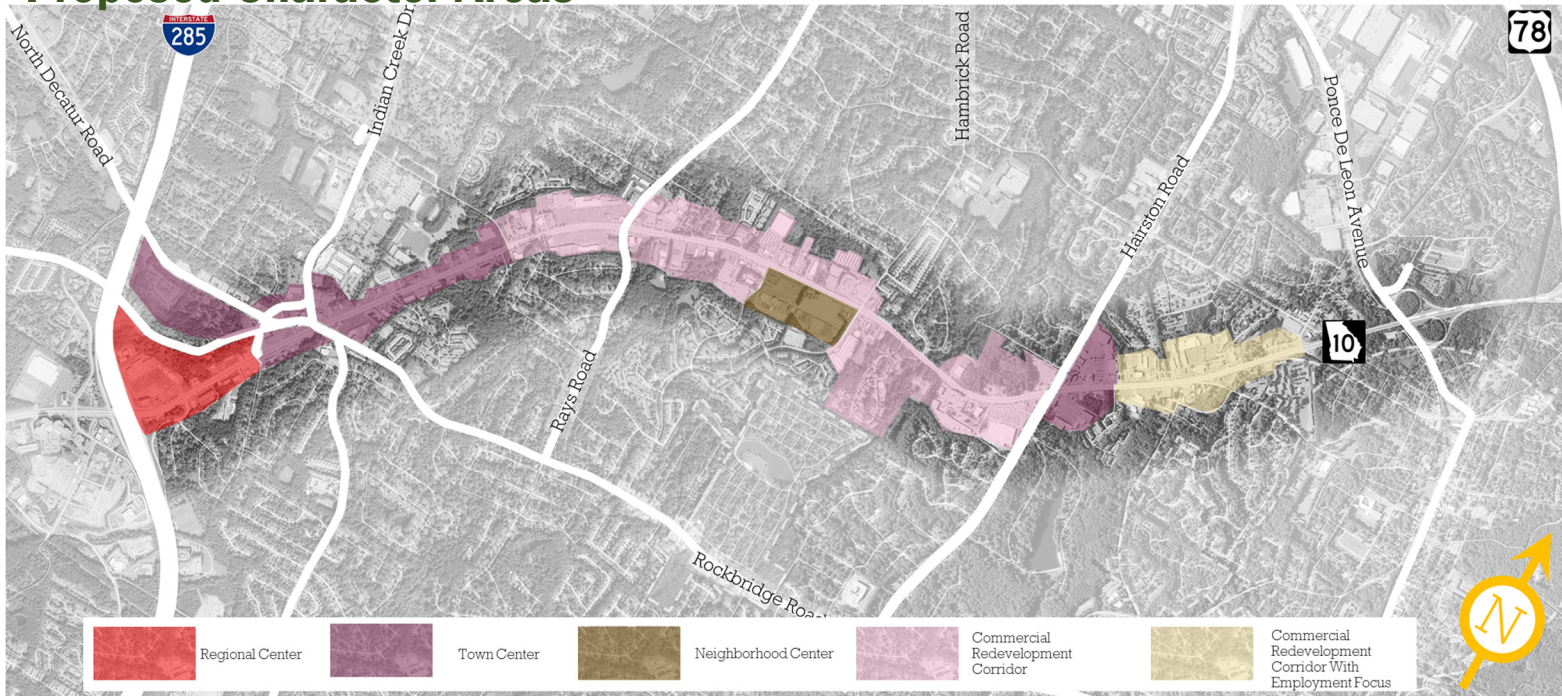 Proposed Character Areas
INTERSTATE
285
78
North Decatur Road
Indian Creek Dr
Hambrick Road
Ponce De Leon Avenue
Hairston Road
10
Rays Road
Rockbridge Road
N
Regional Center
Town Center
Neighborhood Center
Commercial
Redevelopment
Corridor
Commercial
Redevelopment
Corridor With
Employment Focus